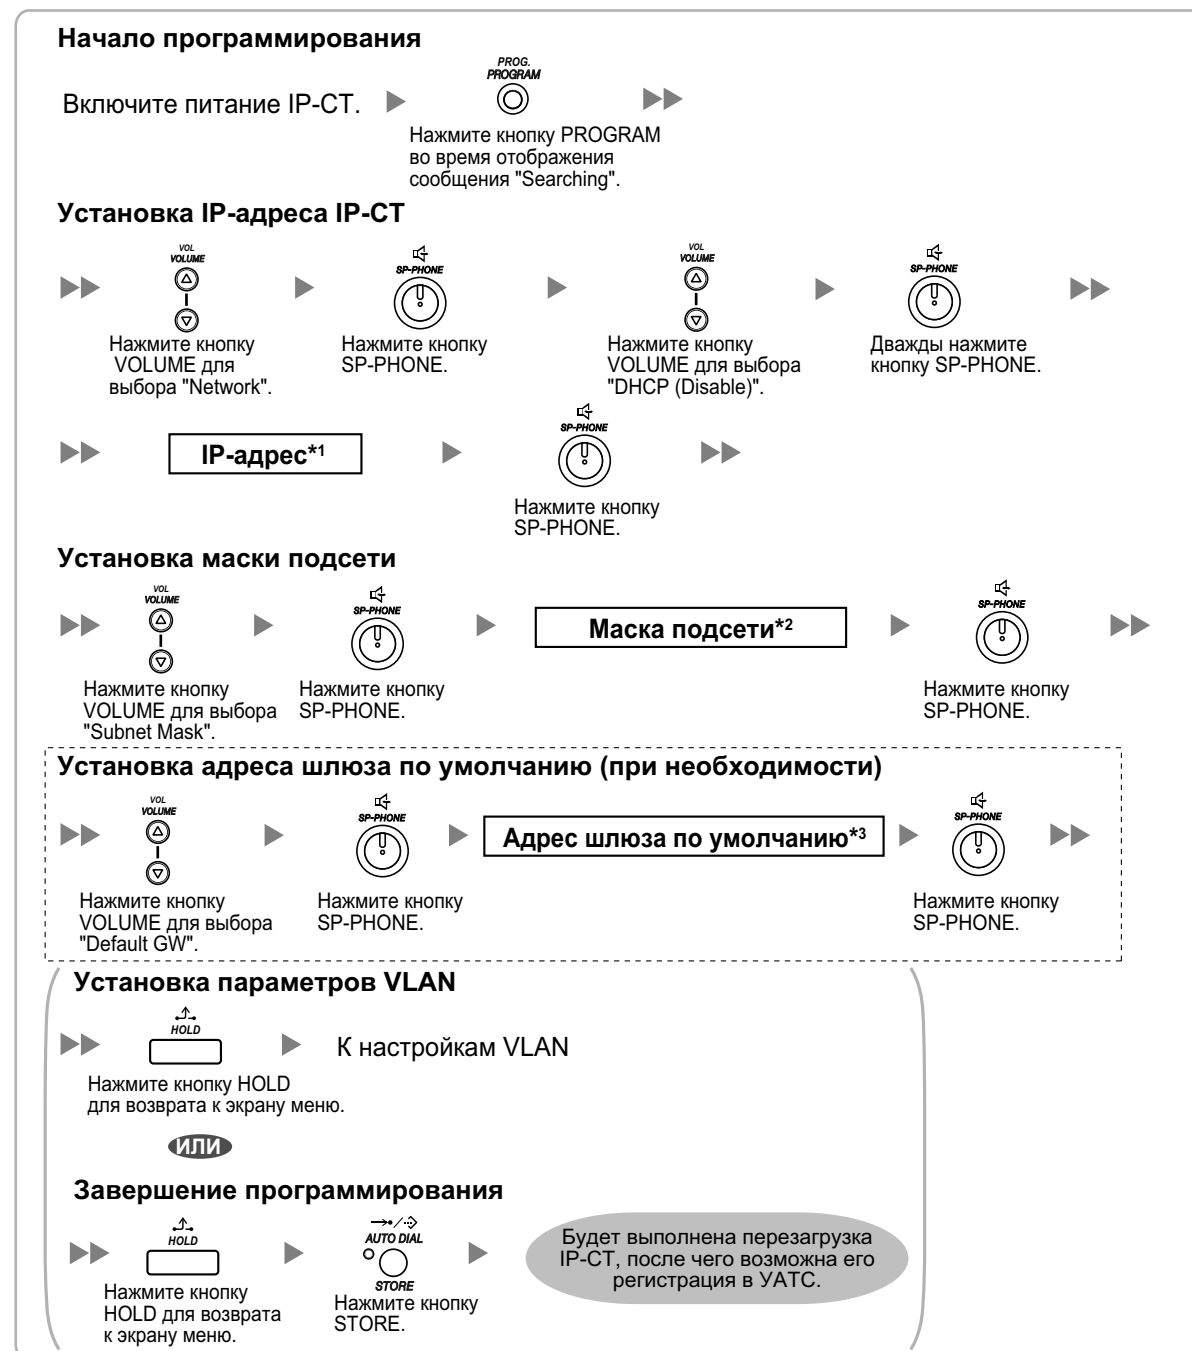 Начало программирования
PROG.
PROGRAM
Включите питание IP-СТ.
Нажмите кнопку PROGRAM
во время отображения
сообщения "Searching".
Установка IP-адреса IP-СТ
VOL
VOLUME
SP-PHONE
VOL
VOLUME
SP-PHONE
Нажмите кнопку
VOLUME для
выбора "Network".
Нажмите кнопку
SP-PHONE.
Нажмите кнопку
VOLUME для выбора
"DHCP (Disable)".
Дважды нажмите
кнопку SP-PHONE.
IP-адрес*1
SP-PHONE
Нажмите кнопку
SP-PHONE.
Установка маски подсети
VOL
VOLUME
SP-PHONE
Маска подсети*2
SP-PHONE
Нажмите кнопку
VOLUME для выбора
"Subnet Mask".
Нажмите кнопку
SP-PHONE.
Нажмите кнопку
SP-PHONE.
Установка адреса шлюза по умолчанию (при необходимости)
VOL
VOLUME
SP-PHONE
Адрес шлюза по умолчанию*3
SP-PHONE
Нажмите кнопку
VOLUME для выбора
"Default GW".
Нажмите кнопку
SP-PHONE.
Нажмите кнопку
SP-PHONE.
Установка параметров VLAN
HOLD
К настройкам VLAN
Нажмите кнопку HOLD
для возврата к экрану меню.
ИЛИ
Завершение программирования
HOLD
AUTO DIAL
STORE
Нажмите кнопку
HOLD для возврата
к экрану меню.
Нажмите кнопку
STORE.
Будет выполнена перезагрузка
IP-СТ, после чего возможна его
регистрация в УАТС.